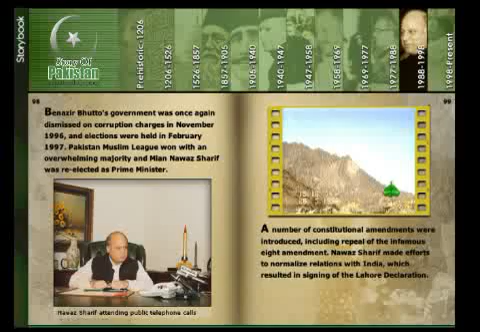 Storybook
Story Of
Pakistan
Prehistoric-1206
1206-1526
1526-1857
1857-1905
1905-1940
1940-1947
1947-1958
1958-1969
1969-1977
1977-1988
1988-1998
1998-Present
98
Benazir Bhutto's government was once again
dismissed on corruption charges in November
1996, and elections were held in February
1997. Pakistan Muslim League won with an
overwhelming majority and Mian Nawaz Sharif
was re-elected as Prime Minister.
Nawaz Sharif attending public telephone calls
99
A number of constitutional amendments were
introduced, including repeal of the infamous
eight amendment. Nawaz Sharif made efforts
to normalize relations with India, which
resulted in signing of the Lahore Declaration.